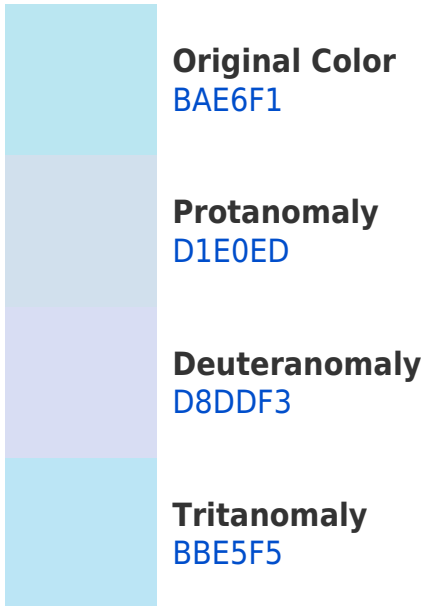 Original Color
BAE6F1
Protanomaly
D1E0ED
Deuteranomaly
D8DDF3
Tritanomaly
BBE5F5